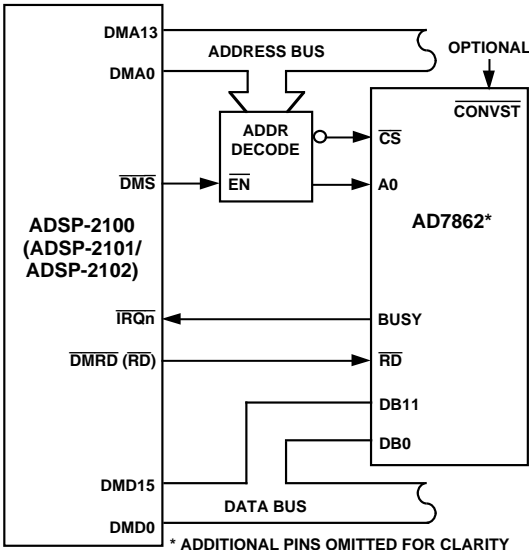 DMA13
ADDRESS BUS
OPTIONAL
DMA0
CONVST
ADDR
DECODE
CS
DMS
EN
A0
ADSP-2100
(ADSP-2101/
ADSP-2102)
AD7862*
IRQn
BUSY
DMRD (RD)
RD
DB11
DB0
DMD15
DATA BUS
DMD0
* ADDITIONAL PINS OMITTED FOR CLARITY